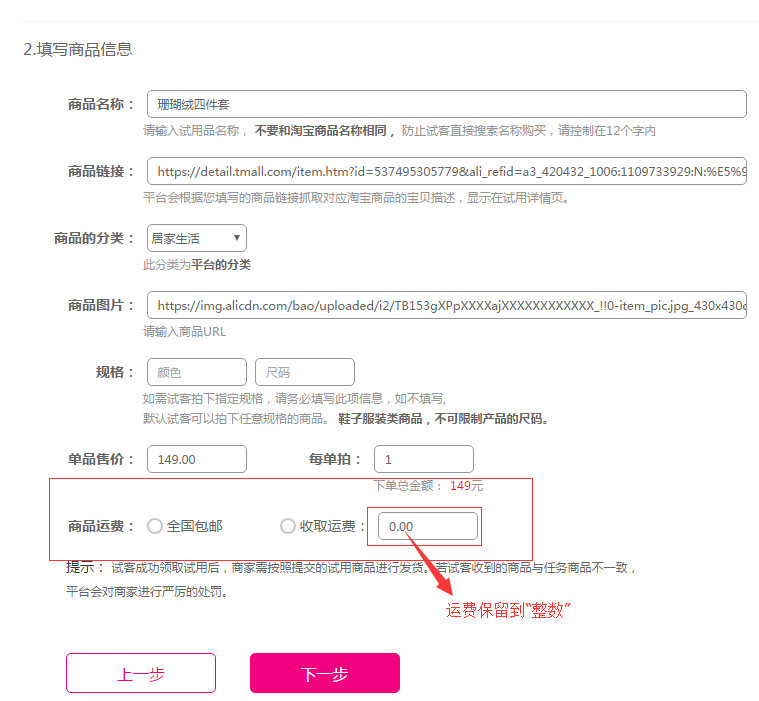 2.填写商品信息
商品名称： 珊瑚绒四件套
请输入试用品名称， 不要和淘宝商品名称相同， 防止试客直接搜索名称购买，请控制在12个字内
商品链接： https://detail.tmall.com/item.htm?id=537495305779&ali_refid=a3_420432_1006:1109733929:N:%E5%9
平台会根据您填写的商品链接抓取对应淘宝商品的宝贝描述，显示在试用详情页。
商品的分类： 居家生活
此分类为平台的分类
商品图片： https://img.alicdn.com/bao/uploaded/i2/TB153gXPpXXXXajXXXXXXXXXXXX_!!0-item_pic.jpg_430x430q
请输入商品URL
规格： 颜色 尺码
如需试客拍下指定规格，请务必填写此项信息，如不填写,
默认试客可以拍下任意规格的商品。 鞋子服装类商品，不可限制产品的尺码。
单品售价： 149.00 每单拍： 1
下单总金额： 149元
商品运费： 全国包邮 收取运费： 0.00
提示： 试客成功领取试用后，商家需按照提交的试用商品进行发货。若试客收到的商品与任务商品不一致，
平台会对商家进行严厉的处罚。
运费保留到“整数”
上一步 下一步